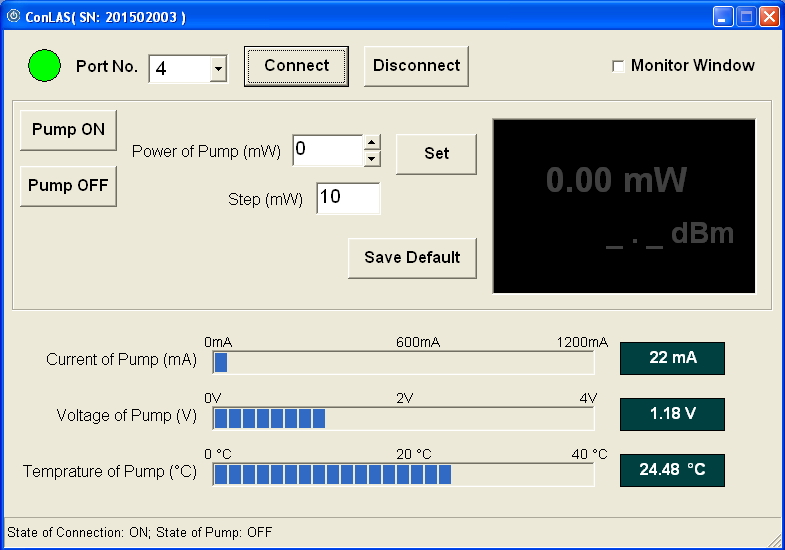 ConLAS( SN: 201502003 )
Port No. 4 Connect Disconnect Monitor Window
Pump ON
Power of Pump (mW) 0 Set
Pump OFF
Step (mW) 10
Save Default
0.00 mW
_ . _ dBm
0mA 600mA 1200mA
Current of Pump (mA) 22 mA
0V 2V 4V
Voltage of Pump (V) 1.18 V
0 °C 20 °C 40 °C
Temprature of Pump (°C) 24.48 °C
State of Connection: ON; State of Pump: OFF